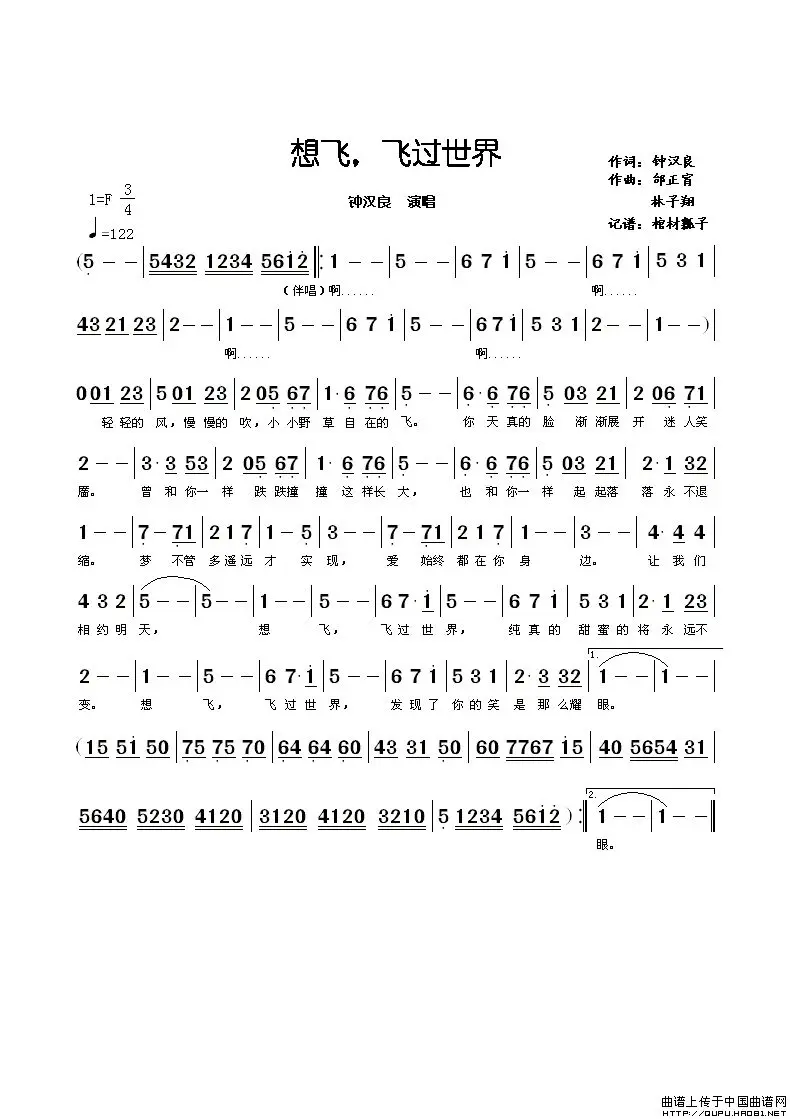 想飞，飞过世界
作词：钟汉良
作曲：邰正宵
林子翔
记谱：棺材瓢子
1=F 3/4
♩=122
钟汉良 演唱
(5 - - | 5432 1234 5612 ‖: 1 - - | 5 - - | 6 7 1 | 5 - - | 6 7 1 | 5 3 1 |
(伴唱)啊...... 啊......
43 21 23 | 2 - - | 1 - - | 5 - - | 6 7 1 | 5 - - | 6 7 1 | 5 3 1 | 2 - - | 1 - - )|
啊...... 啊......
0 01 23 | 5 01 23 | 2 05 67 | 1· 6 76 | 5 - - | 6· 6 76 | 5 03 21 | 2 06 71 |
轻轻的 风，慢 慢的 吹，小 小野 草 自在的 飞。 你 天真的 脸 渐 渐展 开 迷 人笑
2 - - | 3· 3 53 | 2 05 67 | 1· 6 76 | 5 - - | 6· 6 76 | 5 03 21 | 2· 1 32 |
靥。 曾 和你一 样 跌 跌撞 撞 这样长 大， 也 和你一 样 起 起落 落 永不退
1 - - | 7 - 71 | 2 1 7 | 1 - 5 | 3 - - | 7 - 71 | 2 1 7 | 1 - - | 3 - - | 4· 4 4 |
缩。 梦 不管 多遥远 才 实 现， 爱 始终 都在你 身 边。 让 我们
4 3 2 | 5 - - | 5 - - | 1 - - | 5 - - | 6 7· 1 | 5 - - | 6 7 1 | 5 3 1 | 2· 1 23 |
相约明 天， 想 飞， 飞过世 界， 纯真的 甜蜜的 将永远不
2 - - | 1 - - | 5 - - | 6 7· 1 | 5 - - | 6 7 1 | 5 3 1 | 2· 3 32 | 1. 1 - - | 1 - - |
变。 想 飞， 飞过世 界， 发现了 你的笑 是 那么耀 眼。
(15 51 50 | 75 75 70 | 64 64 60 | 43 31 50 | 60 7767 15 | 40 5654 31 |
5640 5230 4120 | 3120 4120 3210 | 5 1234 5612 ) :‖ 2. 1 - - | 1 - - ‖
眼。
曲谱上传于中国曲谱网
HTTP://QUPU.HAO81.NET